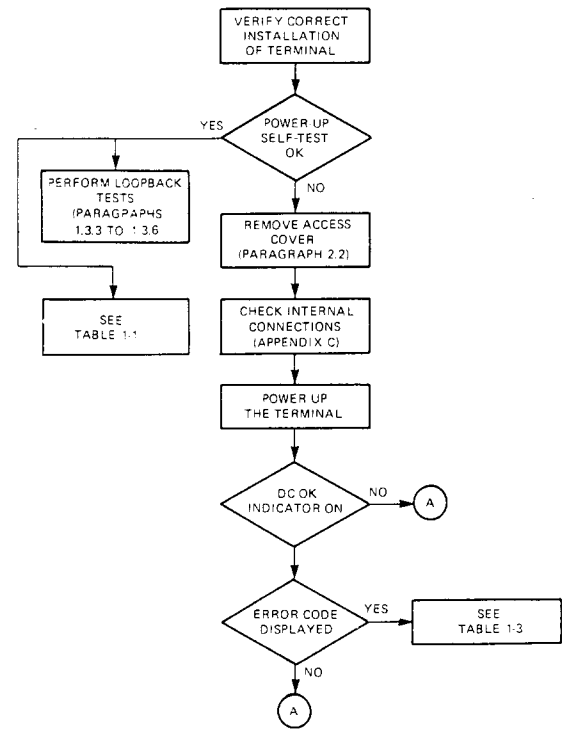 VERIFY CORRECT
INSTALLATION
OF TERMINAL
POWER-UP
SELF-TEST
OK
YES
NO
PERFORM LOOPBACK
TESTS
(PARAGRAPHS
1.3.3 TO 1.3.6
REMOVE ACCESS
COVER
(PARAGRAPH 2.2)
SEE
TABLE 1-1
CHECK INTERNAL
CONNECTIONS
(APPENDIX C)
POWER UP
THE TERMINAL
DC OK
INDICATOR ON
NO
A
ERROR CODE
DISPLAYED
YES
SEE
TABLE 1-3
NO
A